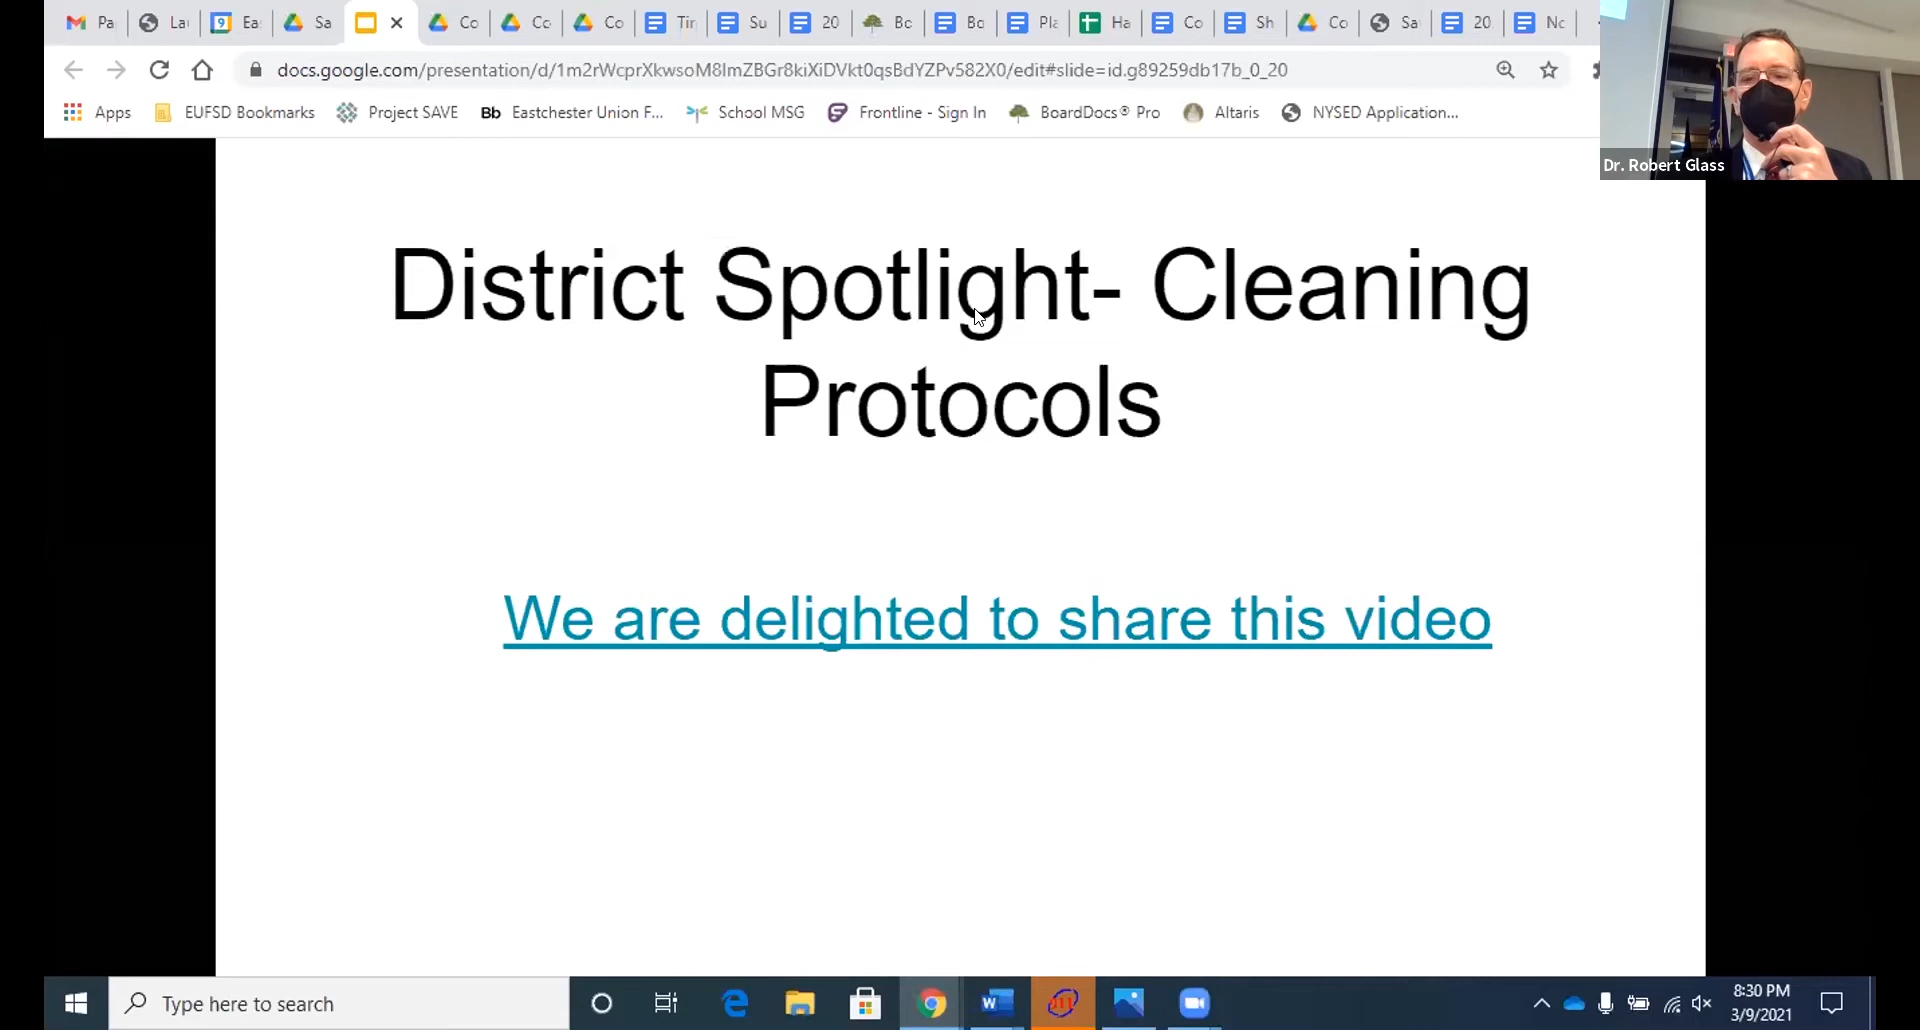 Pa
La
9
Ea
Sa
Co
Co
Co
Tir
Su
20
Bo
Bo
Pla
Ha
Co
Sh
Co
Sa
20
No
docs.google.com/presentation/d/1m2rWcprXkwsoM8ImZBGr8kiXiDVkt0qsBdYZPv582X0/edit#slide=id.g89259db17b_0_20
Apps
EUFSD Bookmarks
Project SAVE
Bb Eastchester Union F...
School MSG
Frontline - Sign In
BoardDocs® Pro
Altaris
NYSED Application...
Dr. Robert Glass
District Spotlight- Cleaning
Protocols
We are delighted to share this video
Type here to search
8:30 PM
3/9/2021